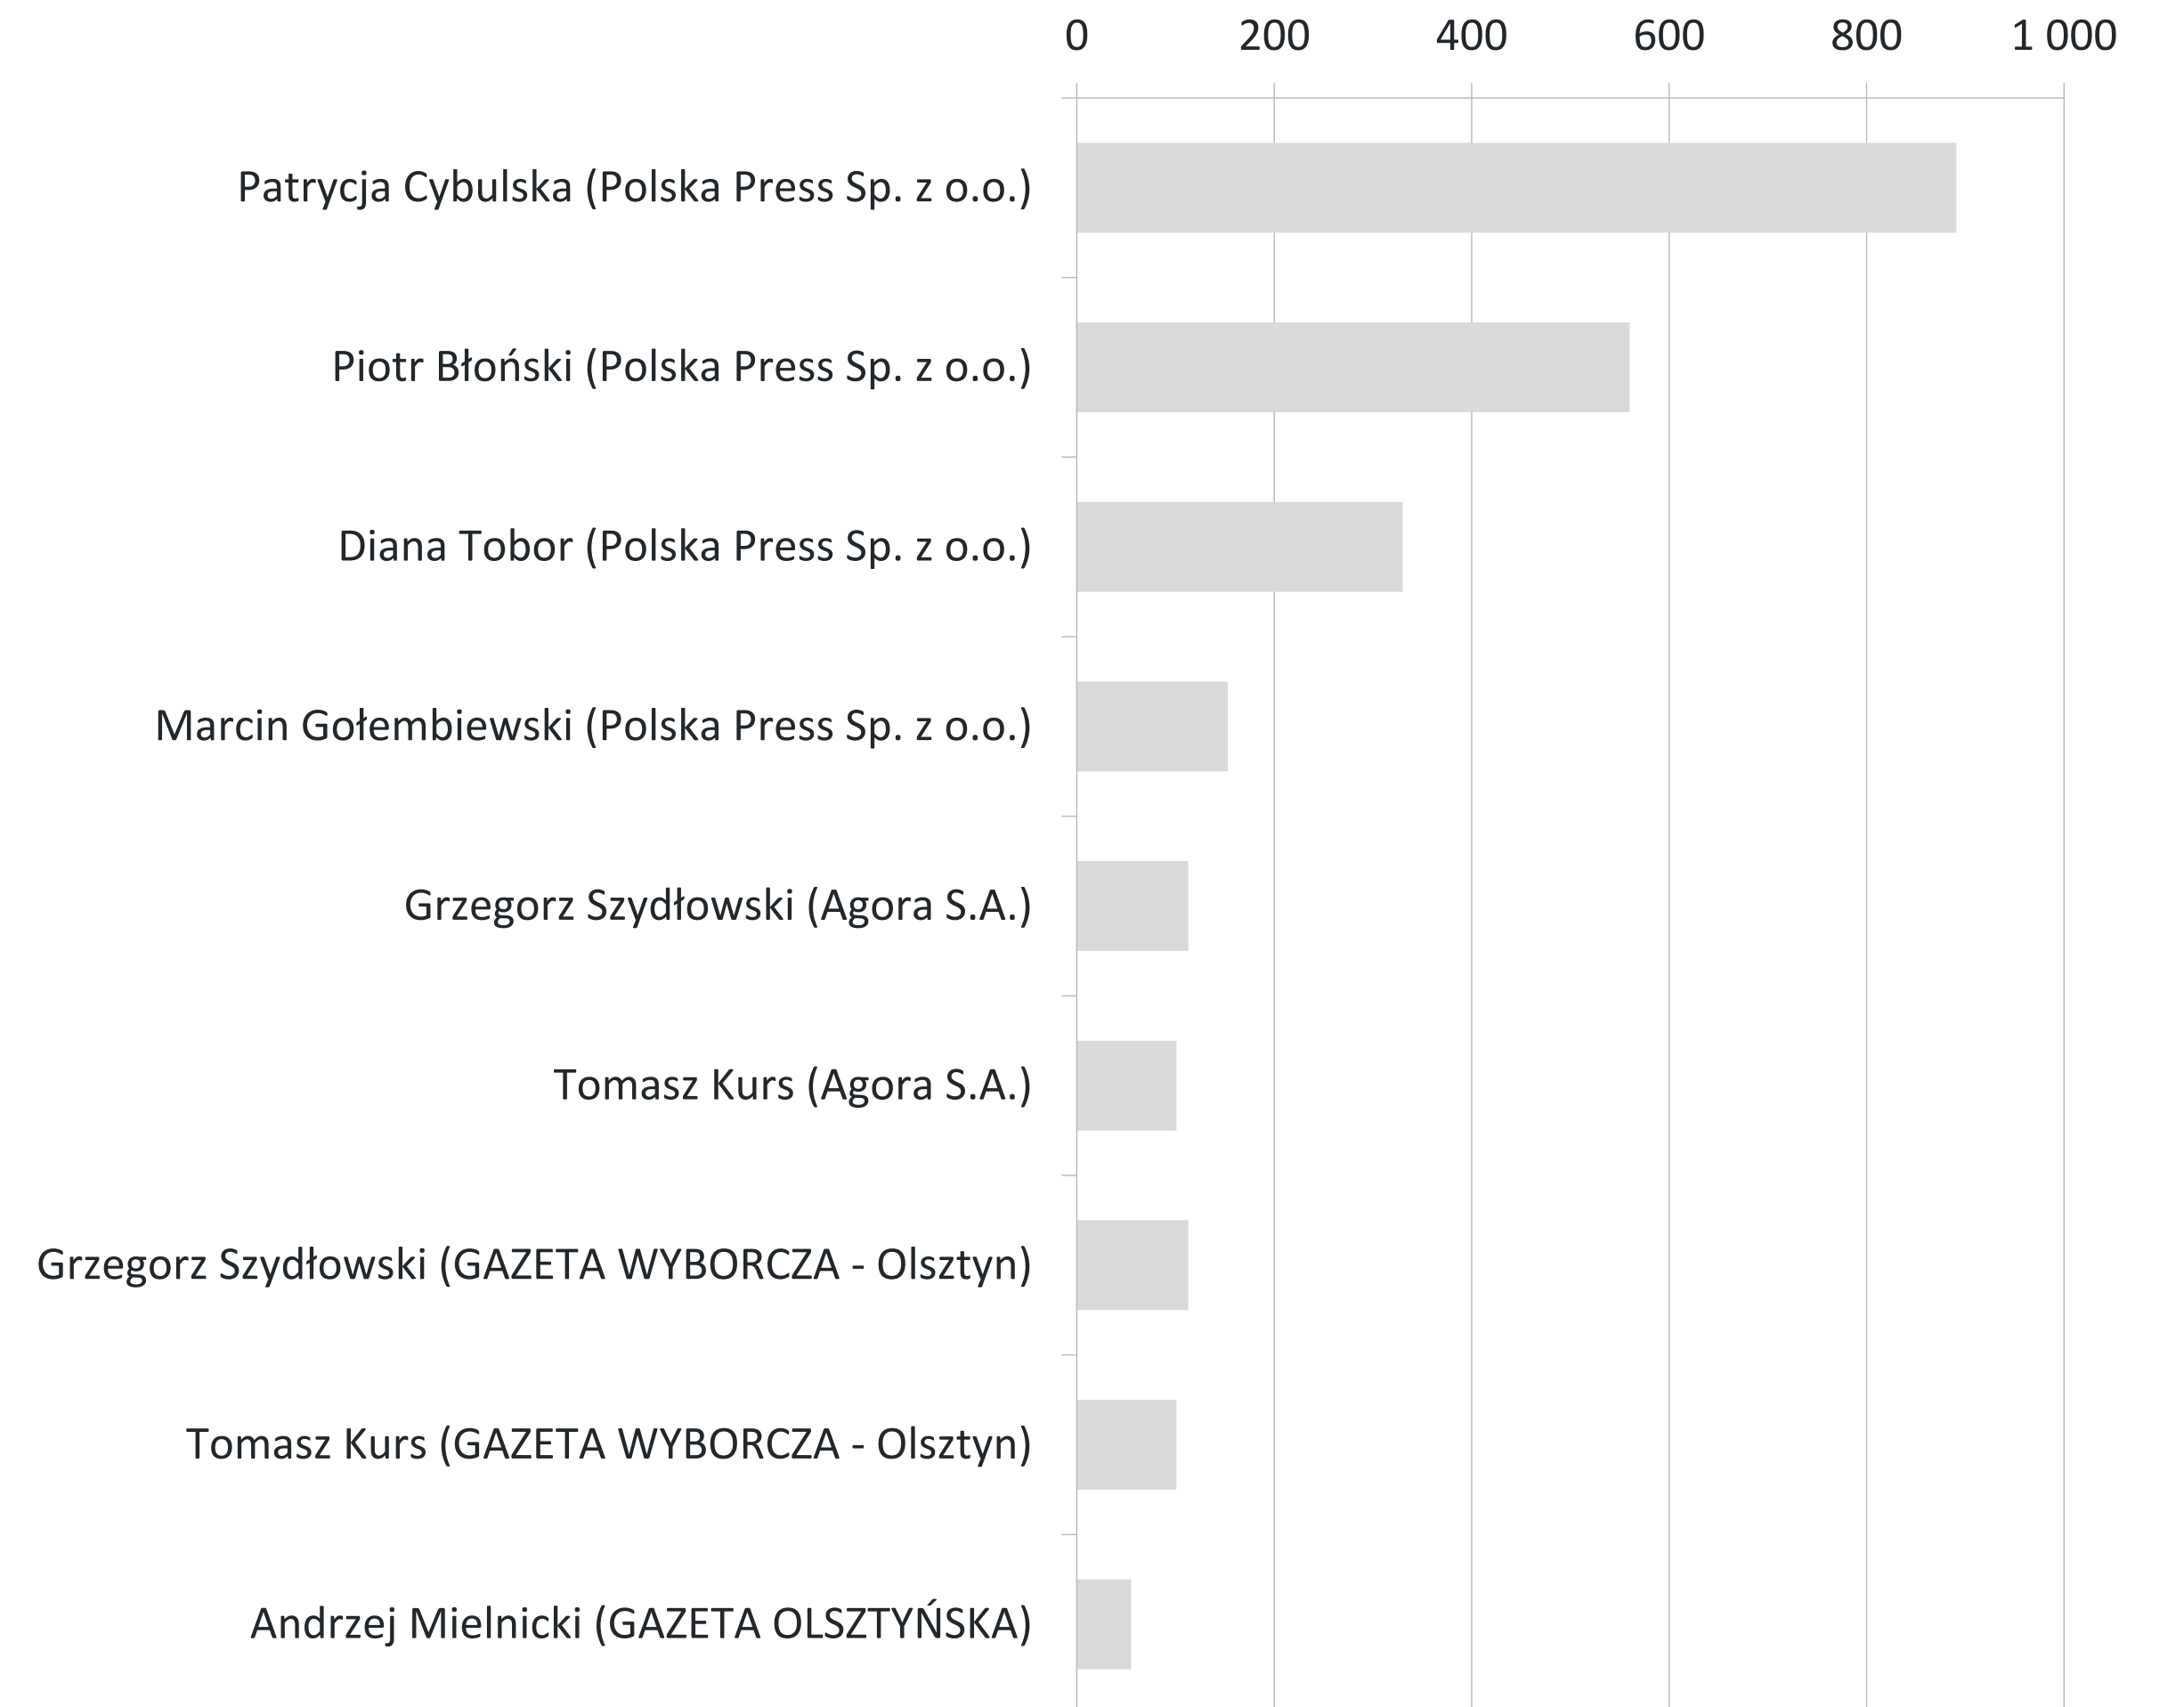 0 200 400 600 800 1 000
Patrycja Cybulska (Polska Press Sp. z o.o.)
Piotr Błoński (Polska Press Sp. z o.o.)
Diana Tobor (Polska Press Sp. z o.o.)
Marcin Gołembiewski (Polska Press Sp. z o.o.)
Grzegorz Szydłowski (Agora S.A.)
Tomasz Kurs (Agora S.A.)
Grzegorz Szydłowski (GAZETA WYBORCZA - Olsztyn)
Tomasz Kurs (GAZETA WYBORCZA - Olsztyn)
Andrzej Mielnicki (GAZETA OLSZTYŃSKA)